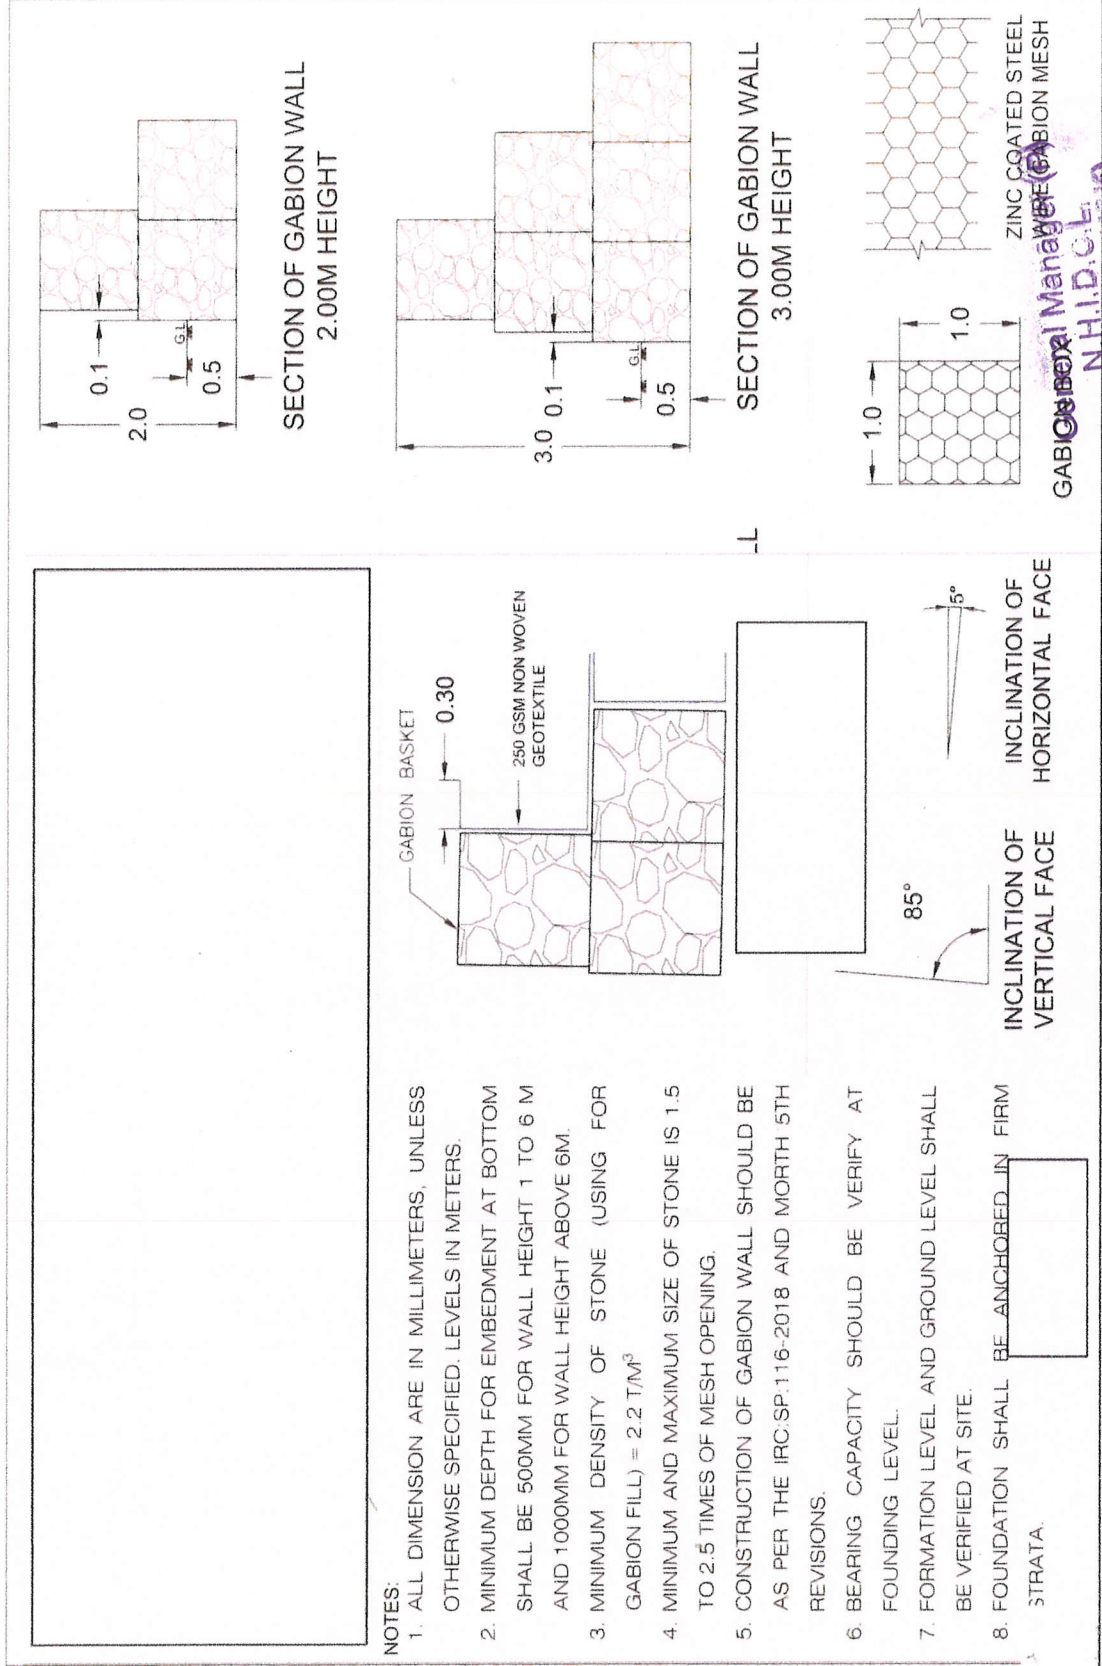 NOTES:
1. ALL DIMENSION ARE IN MILLIMETERS, UNLESS
OTHERWISE SPECIFIED. LEVELS IN METERS.
2. MINIMUM DEPTH FOR EMBEDMENT AT BOTTOM
SHALL BE 500MM FOR WALL HEIGHT 1 TO 6 M
AND 1000MM FOR WALL HEIGHT ABOVE 6M.
3. MINIMUM DENSITY OF STONE (USING FOR
GABION FILL) = 2.2 T/M³
4. MINIMUM AND MAXIMUM SIZE OF STONE IS 1.5
TO 2.5 TIMES OF MESH OPENING.
5. CONSTRUCTION OF GABION WALL SHOULD BE
AS PER THE IRC:SP:116-2018 AND MORTH 5TH
REVISIONS.
6. BEARING CAPACITY SHOULD BE VERIFY AT
FOUNDING LEVEL.
7. FORMATION LEVEL AND GROUND LEVEL SHALL
BE VERIFIED AT SITE.
8. FOUNDATION SHALL BE ANCHORED IN FIRM
STRATA.
GABION BASKET
0.30
250 GSM NON WOVEN
GEOTEXTILE
85°
INCLINATION OF
VERTICAL FACE
5°
INCLINATION OF
HORIZONTAL FACE
2.0
0.1
G.L
0.5
SECTION OF GABION WALL
2.00M HEIGHT
3.0
0.1
G.L
0.5
SECTION OF GABION WALL
3.00M HEIGHT
LL
1.0
1.0
GABION BOX
ZINC COATED STEEL
WIRE GABION MESH
General Manager (P)
N.H.I.D.C.L.